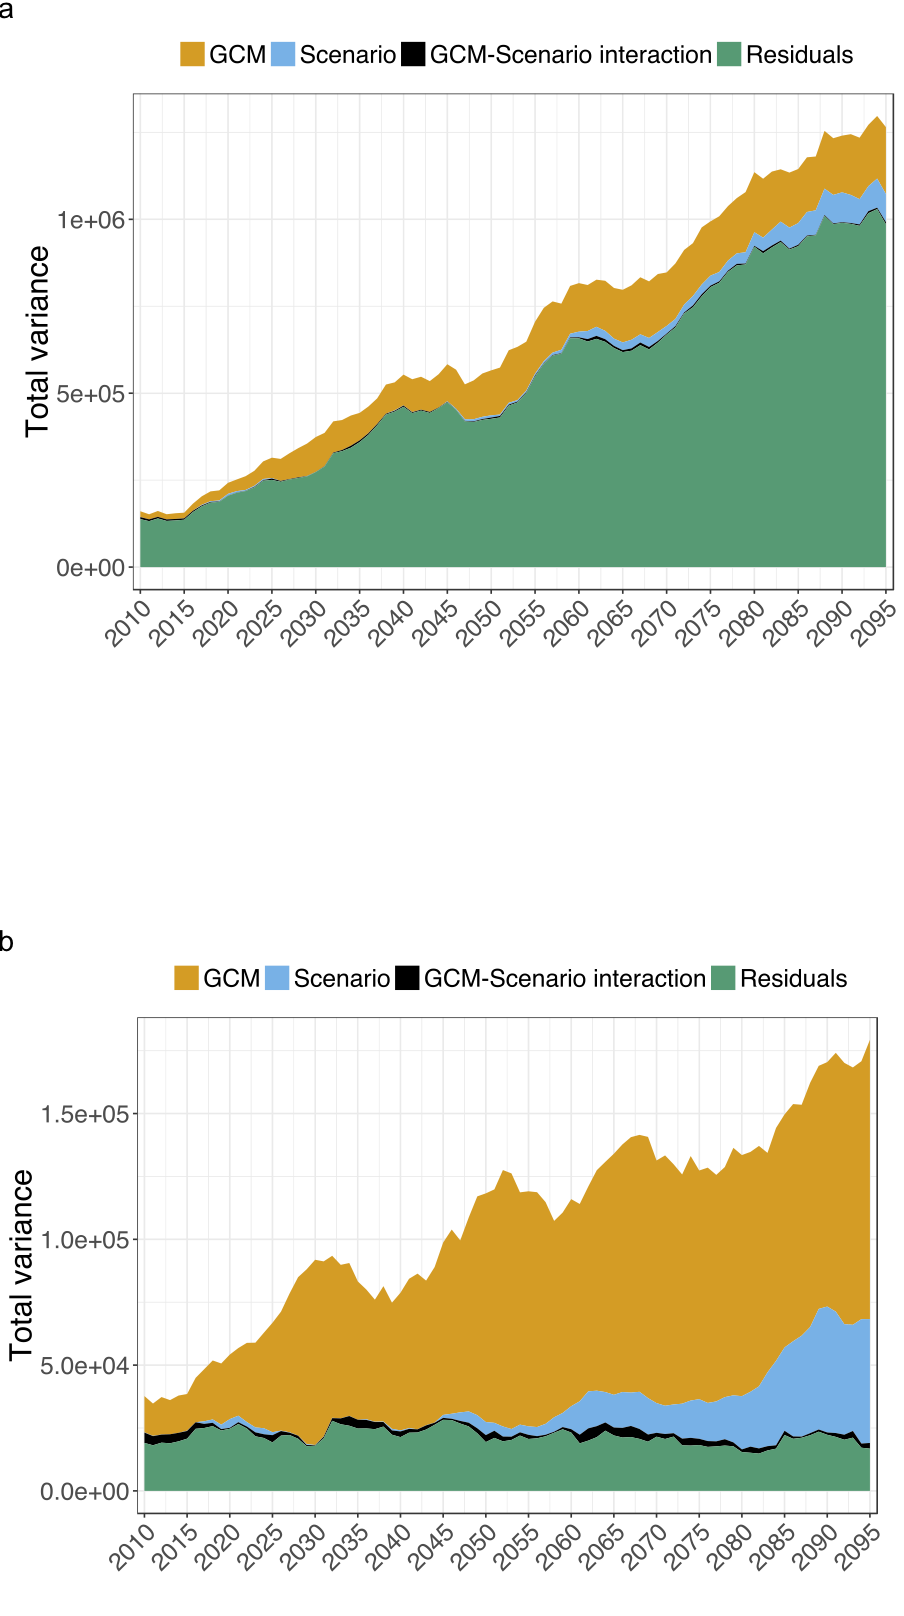 a
GCM Scenario GCM-Scenario interaction Residuals
Total variance
1e+06
5e+05
0e+00
2010 2015 2020 2025 2030 2035 2040 2045 2050 2055 2060 2065 2070 2075 2080 2085 2090 2095
b
GCM Scenario GCM-Scenario interaction Residuals
Total variance
1.5e+05
1.0e+05
5.0e+04
0.0e+00
2010 2015 2020 2025 2030 2035 2040 2045 2050 2055 2060 2065 2070 2075 2080 2085 2090 2095